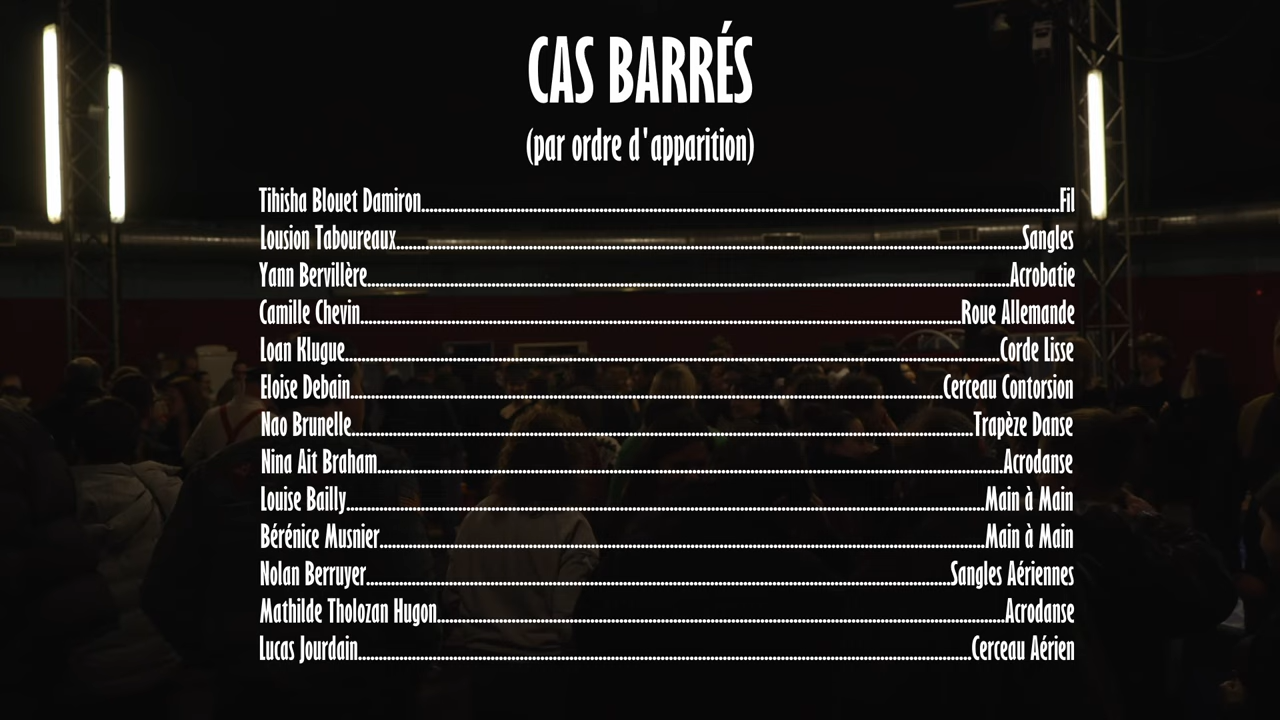 CAS BARRÉS
(par ordre d'apparition)
Tihisha Blouet Damiron....................Fil
Lousion Taboureaux....................Sangles
Yann Bervillère....................Acrobatie
Camille Chevin....................Roue Allemande
Loan Klugue....................Corde Lisse
Eloise Debain....................Cerceau Contorsion
Nao Brunelle....................Trapèze Danse
Nina Ait Braham....................Acrodanse
Louise Bailly....................Main à Main
Bérénice Musnier....................Main à Main
Nolan Berruyer....................Sangles Aériennes
Mathilde Tholozan Hugon....................Acrodanse
Lucas Jourdain....................Cerceau Aérien